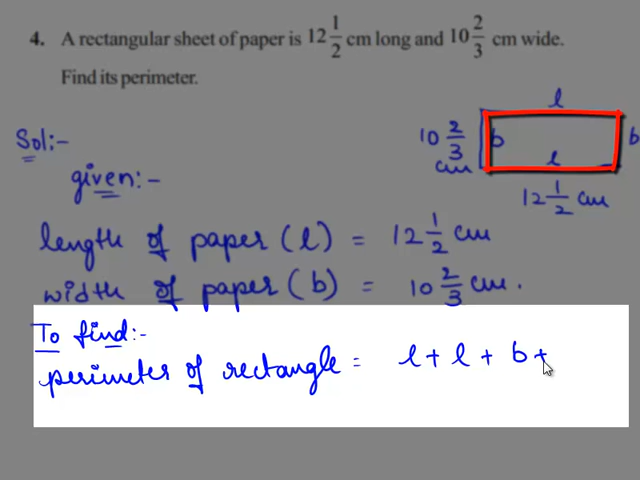 4. A rectangular sheet of paper is 12 1/2 cm long and 10 2/3 cm wide.
Find its perimeter.
l
10 2/3 cm
b
b
l
12 1/2 cm
Sol:-
given:-
length of paper (l) = 12 1/2 cm
width of paper (b) = 10 2/3 cm.
To find:-
perimeter of rectangle = l + l + b +